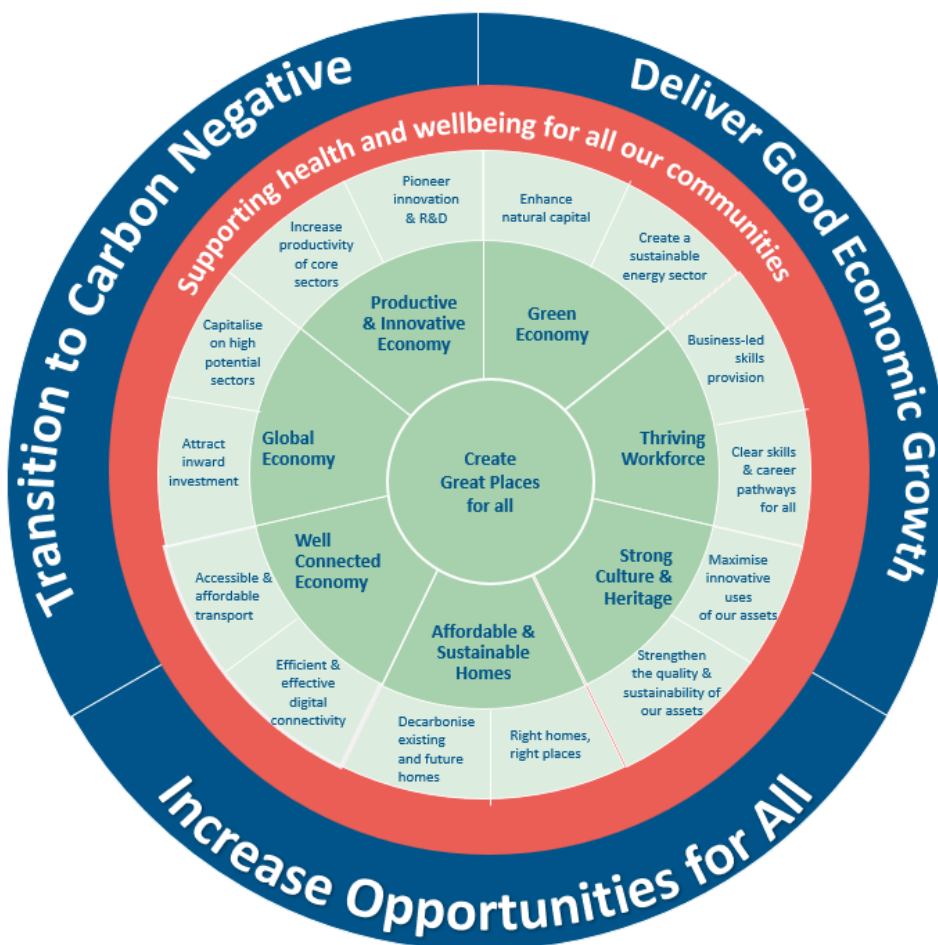 Transition to Carbon Negative
Deliver Good Economic Growth
Increase Opportunities for All
Supporting health and wellbeing for all our communities
Pioneer
innovation
& R&D
Enhance
natural capital
Increase
productivity
of core
sectors
Create a
sustainable
energy sector
Capitalise
on high
potential
sectors
Business-led
skills
provision
Attract
inward
investment
Clear skills
& career
pathways
for all
Accessible &
affordable
transport
Maximise
innovative
uses
of our assets
Efficient &
effective
digital
connectivity
Strengthen
the quality &
sustainability of
our assets
Decarbonise
existing
and future
homes
Right homes,
right places
Productive
& Innovative
Economy
Green
Economy
Global
Economy
Thriving
Workforce
Well
Connected
Economy
Strong
Culture &
Heritage
Affordable &
Sustainable
Homes
Create
Great Places
for all